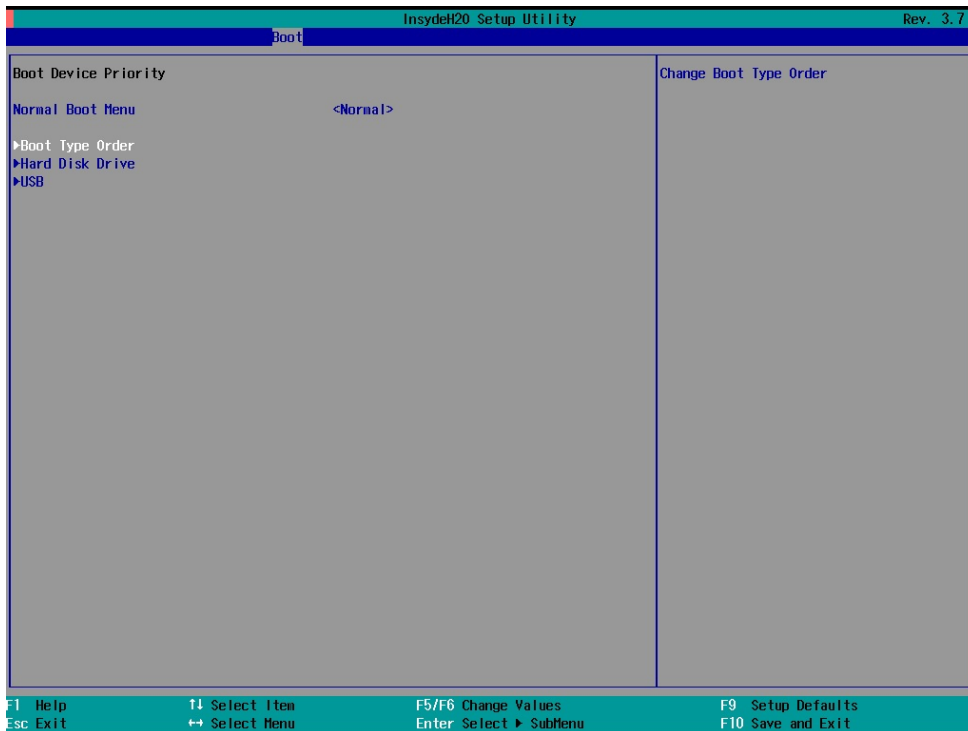 InsydeH20 Setup Utility Rev. 3.7
Boot
Boot Device Priority
Change Boot Type Order
Normal Boot Menu <Normal>
▶Boot Type Order
▶Hard Disk Drive
▶USB
F1 Help ↑↓ Select Item F5/F6 Change Values F9 Setup Defaults
Esc Exit ↔ Select Menu Enter Select ▶ SubMenu F10 Save and Exit